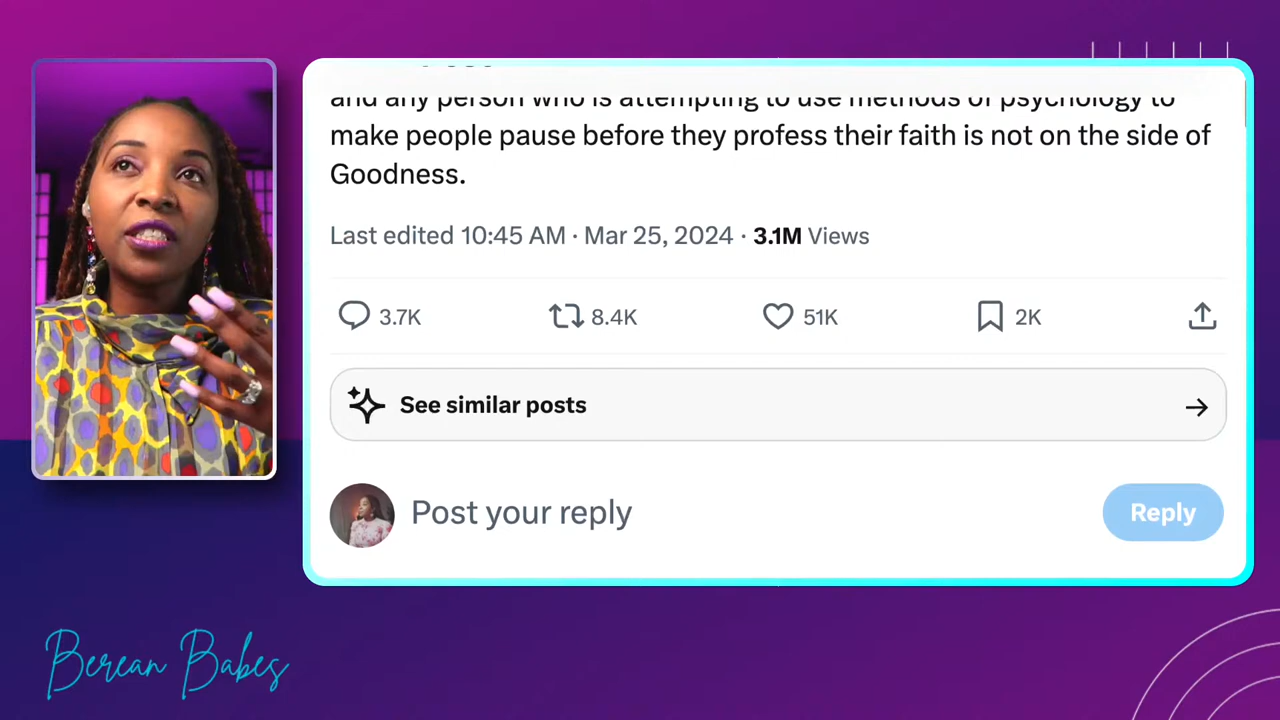 and any person who is attempting to use methods of psychology to
make people pause before they profess their faith is not on the side of
Goodness.
Last edited 10:45 AM · Mar 25, 2024 · 3.1M Views
3.7K 8.4K 51K 2K
See similar posts
Post your reply Reply
Berean Babes